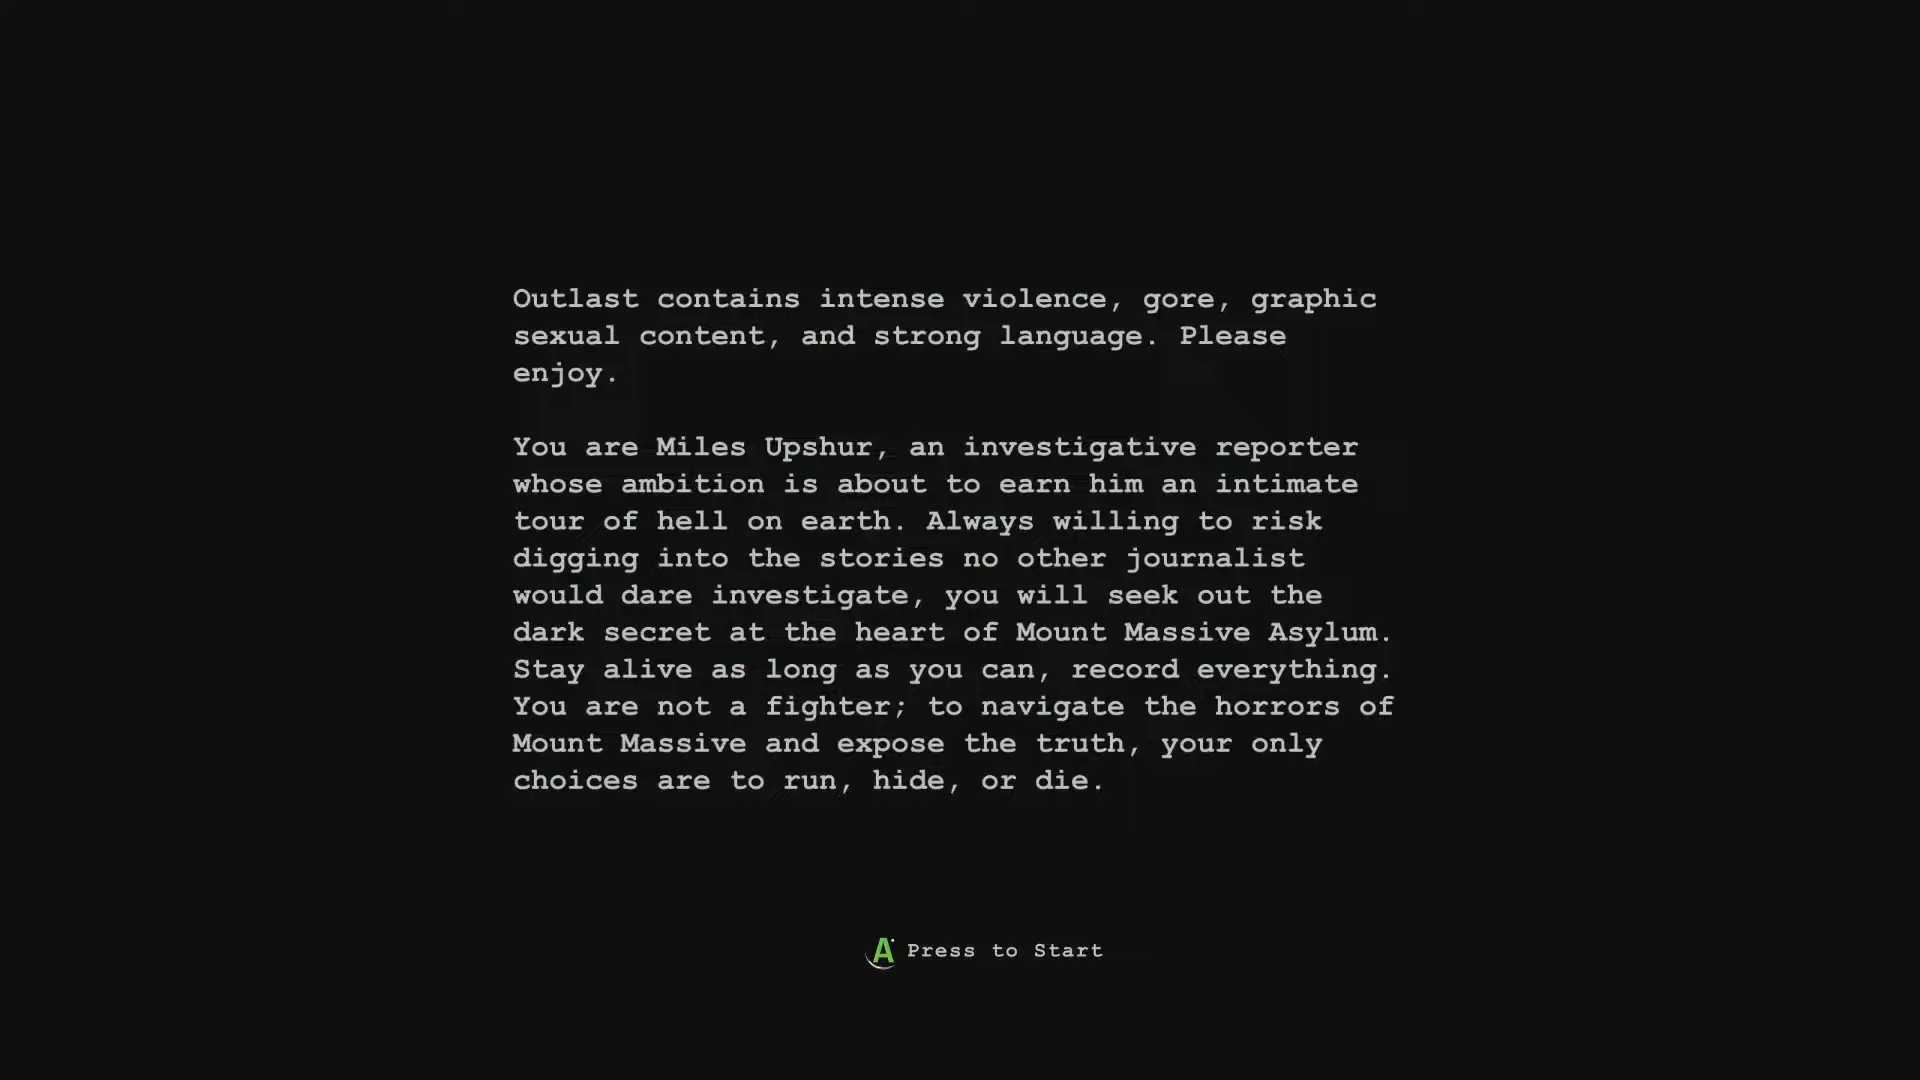 Outlast contains intense violence, gore, graphic
sexual content, and strong language. Please
enjoy.
You are Miles Upshur, an investigative reporter
whose ambition is about to earn him an intimate
tour of hell on earth. Always willing to risk
digging into the stories no other journalist
would dare investigate, you will seek out the
dark secret at the heart of Mount Massive Asylum.
Stay alive as long as you can, record everything.
You are not a fighter; to navigate the horrors of
Mount Massive and expose the truth, your only
choices are to run, hide, or die.
A Press to Start